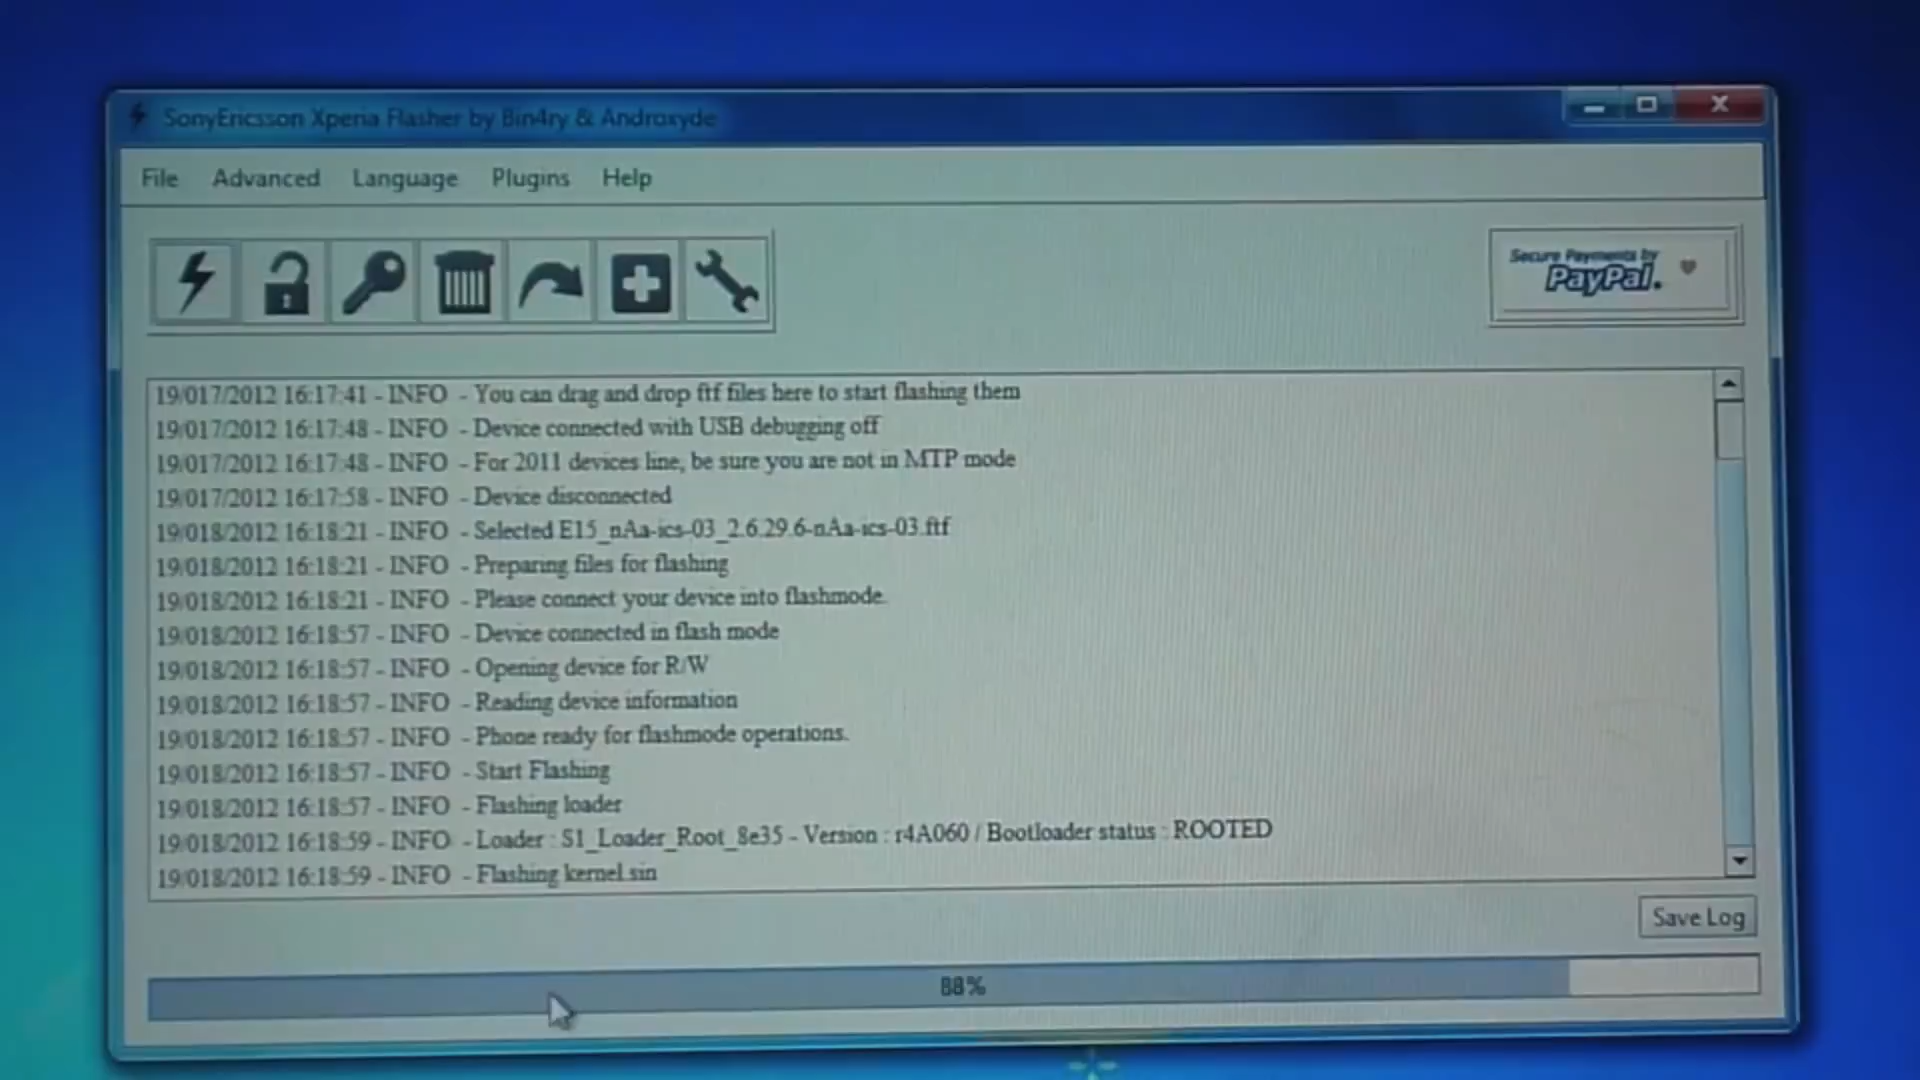 SonyEricsson Xperia Flasher by Bin4ry & Androxyde
File Advanced Language Plugins Help
Secure Payments by
PayPal.
19/017/2012 16:17:41 - INFO - You can drag and drop ftf files here to start flashing them
19/017/2012 16:17:48 - INFO - Device connected with USB debugging off
19/017/2012 16:17:48 - INFO - For 2011 devices line, be sure you are not in MTP mode
19/017/2012 16:17:58 - INFO - Device disconnected
19/018/2012 16:18:21 - INFO - Selected E15_nAa-ics-03_2.6.29.6-nAa-ics-03.ftf
19/018/2012 16:18:21 - INFO - Preparing files for flashing
19/018/2012 16:18:21 - INFO - Please connect your device into flashmode.
19/018/2012 16:18:57 - INFO - Device connected in flash mode
19/018/2012 16:18:57 - INFO - Opening device for R/W
19/018/2012 16:18:57 - INFO - Reading device information
19/018/2012 16:18:57 - INFO - Phone ready for flashmode operations.
19/018/2012 16:18:57 - INFO - Start Flashing
19/018/2012 16:18:57 - INFO - Flashing loader
19/018/2012 16:18:59 - INFO - Loader : S1_Loader_Root_8e35 - Version : r4A060 / Bootloader status : ROOTED
19/018/2012 16:18:59 - INFO - Flashing kernel.sin
Save Log
88%